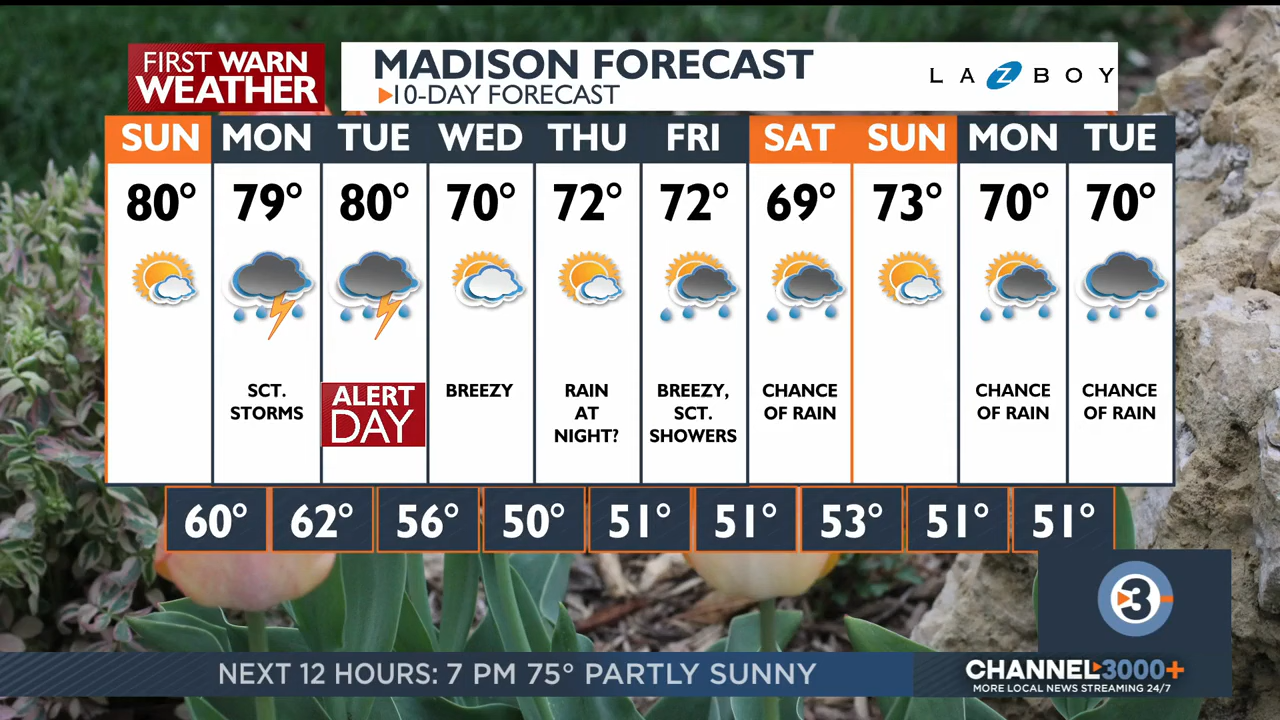 FIRST WARN
WEATHER
MADISON FORECAST
10-DAY FORECAST
LA Z BOY
SUN MON TUE WED THU FRI SAT SUN MON TUE
80° 79° 80° 70° 72° 72° 69° 73° 70° 70°
SCT.
STORMS
ALERT
DAY
BREEZY
RAIN
AT
NIGHT?
BREEZY,
SCT.
SHOWERS
CHANCE
OF RAIN
CHANCE
OF RAIN
CHANCE
OF RAIN
60° 62° 56° 50° 51° 51° 53° 51° 51°
3
NEXT 12 HOURS: 7 PM 75° PARTLY SUNNY
CHANNEL3000+
MORE LOCAL NEWS STREAMING 24/7